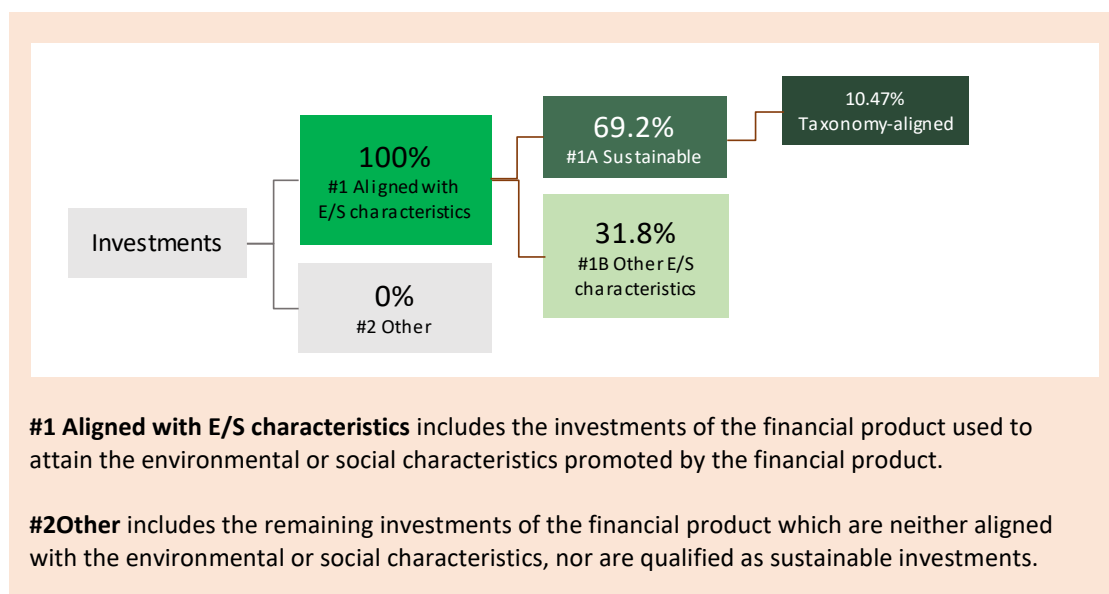 Investments
100%
#1 Aligned with
E/S characteristics
0%
#2 Other
69.2%
#1A Sustainable
31.8%
#1B Other E/S
characteristics
10.47%
Taxonomy-aligned
#1 Aligned with E/S characteristics includes the investments of the financial product used to
attain the environmental or social characteristics promoted by the financial product.
#2Other includes the remaining investments of the financial product which are neither aligned
with the environmental or social characteristics, nor are qualified as sustainable investments.